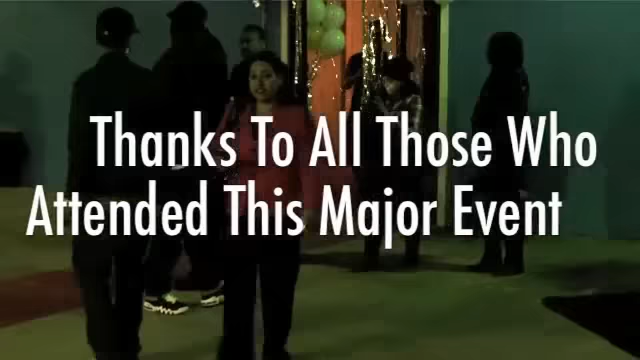 Thanks To All Those Who
Attended This Major Event